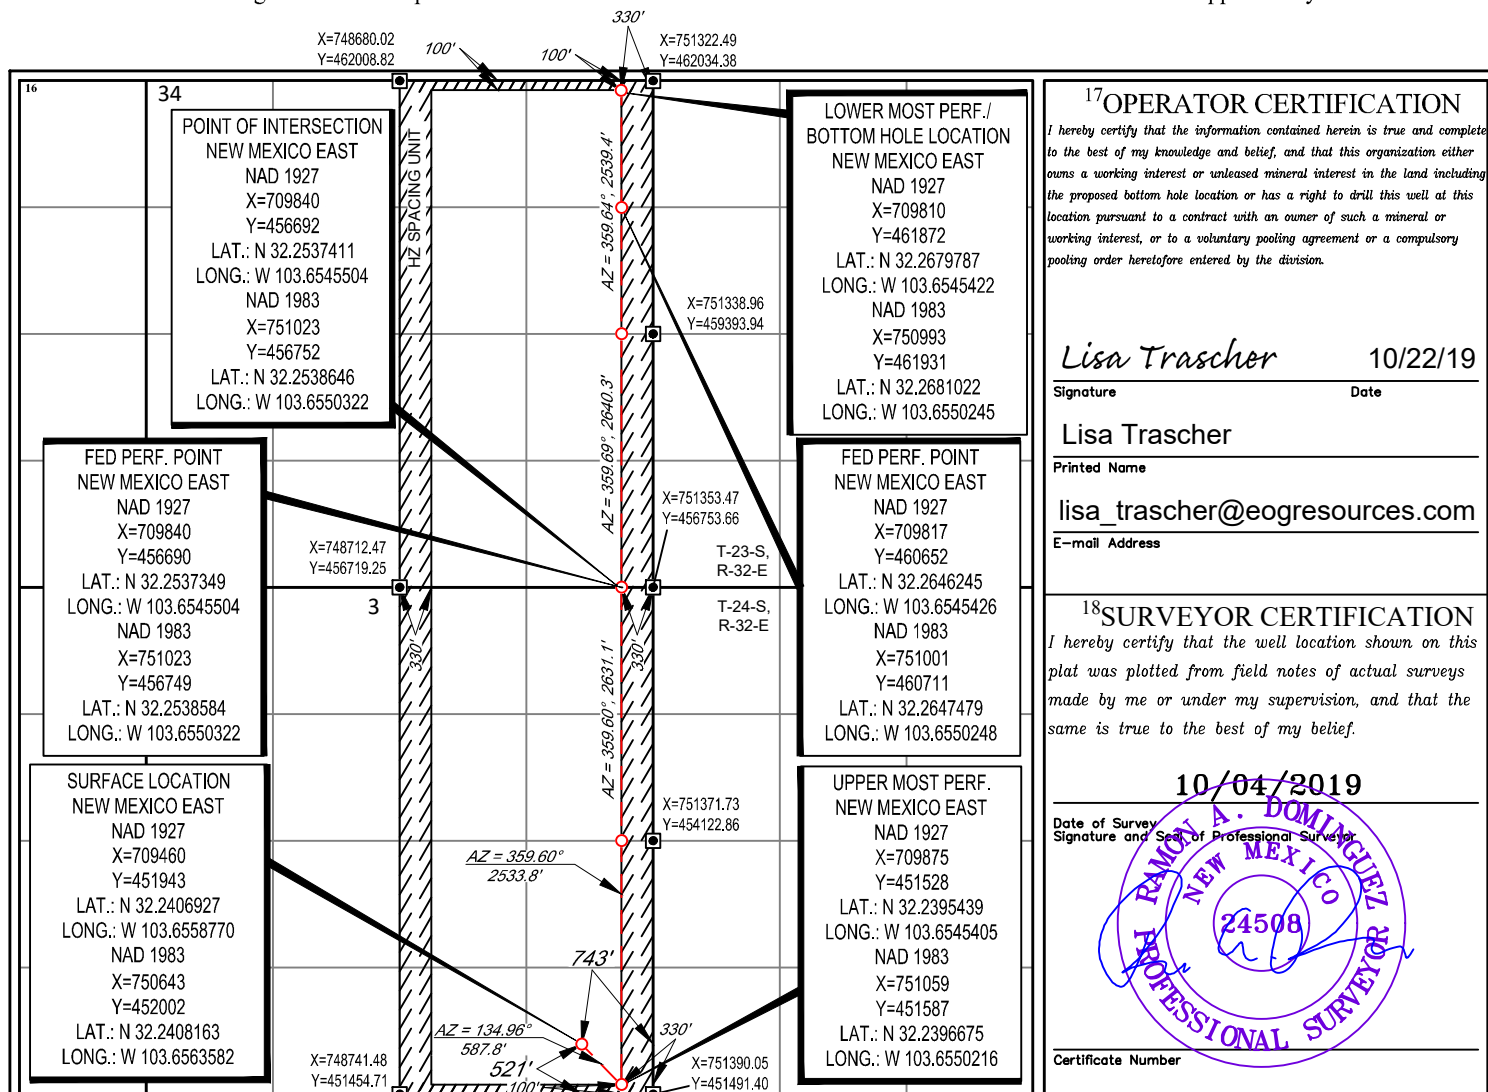 330'
X=748680.02
Y=462008.82
100'
100'
X=751322.49
Y=462034.38
16
34
POINT OF INTERSECTION
NEW MEXICO EAST
NAD 1927
X=709840
Y=456692
LAT.: N 32.2537411
LONG.: W 103.6545504
NAD 1983
X=751023
Y=456752
LAT.: N 32.2538646
LONG.: W 103.6550322
HZ SPACING UNIT
AZ = 359.64°, 2539.4'
LOWER MOST PERF./
BOTTOM HOLE LOCATION
NEW MEXICO EAST
NAD 1927
X=709810
Y=461872
LAT.: N 32.2679787
LONG.: W 103.6545422
NAD 1983
X=750993
Y=461931
LAT.: N 32.2681022
LONG.: W 103.6550245
X=751338.96
Y=459393.94
AZ = 359.69°, 2640.3'
FED PERF. POINT
NEW MEXICO EAST
NAD 1927
X=709840
Y=456690
LAT.: N 32.2537349
LONG.: W 103.6545504
NAD 1983
X=751023
Y=456749
LAT.: N 32.2538584
LONG.: W 103.6550322
X=748712.47
Y=456719.25
3
330'
X=751353.47
Y=456753.66
T-23-S,
R-32-E
T-24-S,
R-32-E
330'
FED PERF. POINT
NEW MEXICO EAST
NAD 1927
X=709817
Y=460652
LAT.: N 32.2646245
LONG.: W 103.6545426
NAD 1983
X=751001
Y=460711
LAT.: N 32.2647479
LONG.: W 103.6550248
AZ = 359.60°, 2631.1'
SURFACE LOCATION
NEW MEXICO EAST
NAD 1927
X=709460
Y=451943
LAT.: N 32.2406927
LONG.: W 103.6558770
NAD 1983
X=750643
Y=452002
LAT.: N 32.2408163
LONG.: W 103.6563582
X=751371.73
Y=454122.86
AZ = 359.60°
2533.8'
UPPER MOST PERF.
NEW MEXICO EAST
NAD 1927
X=709875
Y=451528
LAT.: N 32.2395439
LONG.: W 103.6545405
NAD 1983
X=751059
Y=451587
LAT.: N 32.2396675
LONG.: W 103.6550216
743'
AZ = 134.96°
587.8'
521'
100'
330'
X=748741.48
Y=451454.71
X=751390.05
Y=451491.40
17 OPERATOR CERTIFICATION
I hereby certify that the information contained herein is true and complete
to the best of my knowledge and belief, and that this organization either
owns a working interest or unleased mineral interest in the land including
the proposed bottom hole location or has a right to drill this well at this
location pursuant to a contract with an owner of such a mineral or
working interest, or to a voluntary pooling agreement or a compulsory
pooling order heretofore entered by the division.
Lisa Trascher 10/22/19
Signature Date
Lisa Trascher
Printed Name
lisa_trascher@eogresources.com
E-mail Address
18 SURVEYOR CERTIFICATION
I hereby certify that the well location shown on this
plat was plotted from field notes of actual surveys
made by me or under my supervision, and that the
same is true to the best of my belief.
10/04/2019
Date of Survey
Signature and Seal of Professional Surveyor
RAMON A. DOMINGUEZ
NEW MEXICO
24508
PROFESSIONAL SURVEYOR
Certificate Number